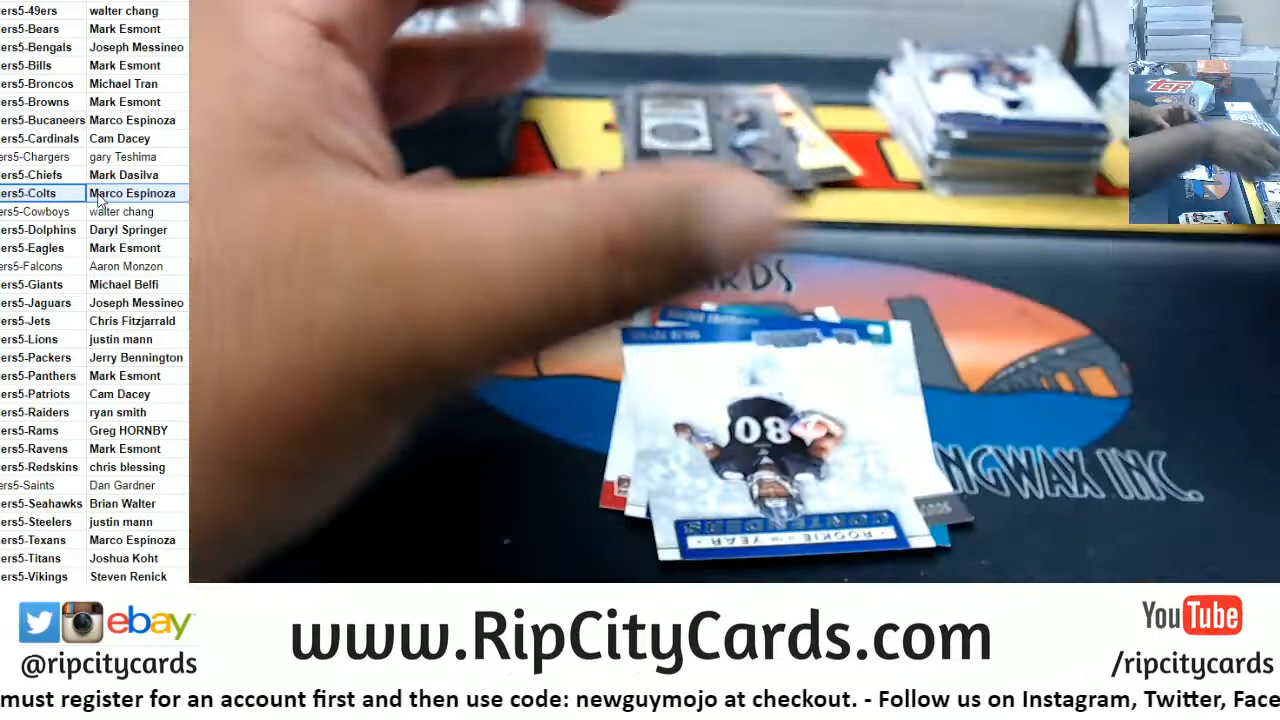 ers5-49ers walter chang
ers5-Bears Mark Esmont
ers5-Bengals Joseph Messineo
ers5-Bills Mark Esmont
ers5-Broncos Michael Tran
ers5-Browns Mark Esmont
ers5-Bucaneers Marco Espinoza
ers5-Cardinals Cam Dacey
ers5-Chargers gary Teshima
ers5-Chiefs Mark Dasilva
ers5-Colts Marco Espinoza
ers5-Cowboys walter chang
ers5-Dolphins Daryl Springer
ers5-Eagles Mark Esmont
ers5-Falcons Aaron Monzon
ers5-Giants Michael Belfi
ers5-Jaguars Joseph Messineo
ers5-Jets Chris Fitzjarrald
ers5-Lions justin mann
ers5-Packers Jerry Bennington
ers5-Panthers Mark Esmont
ers5-Patriots Cam Dacey
ers5-Raiders ryan smith
ers5-Rams Greg HORNBY
ers5-Ravens Mark Esmont
ers5-Redskins chris blessing
ers5-Saints Dan Gardner
ers5-Seahawks Brian Walter
ers5-Steelers justin mann
ers5-Texans Marco Espinoza
ers5-Titans Joshua Koht
ers5-Vikings Steven Renick
RDS
NGWAX INC.
80
CONTENDERS
ROOKIE OF THE YEAR
topps
ebay
@ripcitycards
www.RipCityCards.com
YouTube
/ripcitycards
must register for an account first and then use code: newguymojo at checkout. - Follow us on Instagram, Twitter, Face